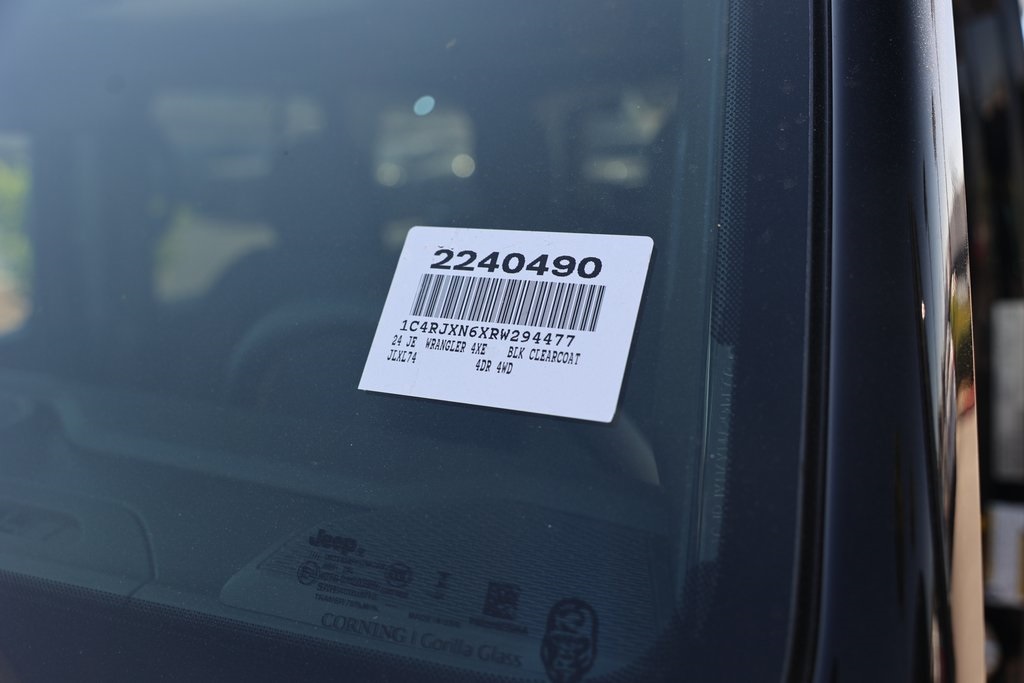 2240490
1C4RJXN6XRW294477
24 JE WRANGLER 4XE BLK CLEARCOAT
JLXL74 4DR 4WD
Jeep
CORNING | Gorilla Glass